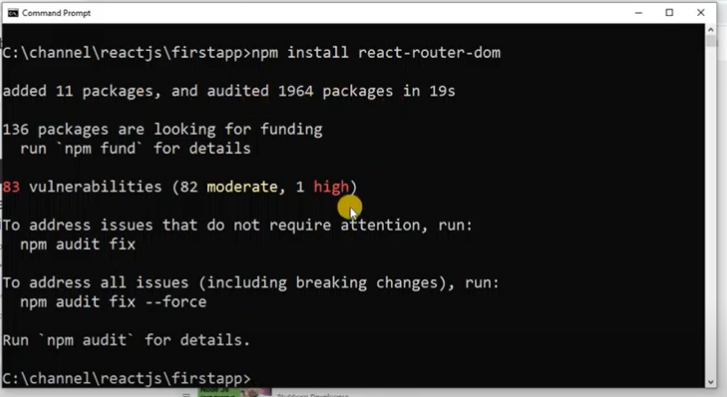 Command Prompt
C:\channel\reactjs\firstapp>npm install react-router-dom
added 11 packages, and audited 1964 packages in 19s
136 packages are looking for funding
run `npm fund` for details
83 vulnerabilities (82 moderate, 1 high)
To address issues that do not require attention, run:
npm audit fix
To address all issues (including breaking changes), run:
npm audit fix --force
Run `npm audit` for details.
C:\channel\reactjs\firstapp>